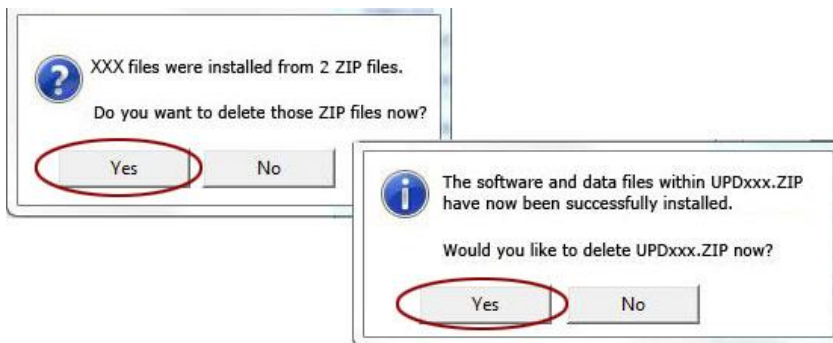 XXX files were installed from 2 ZIP files.
Do you want to delete those ZIP files now?
Yes
No
The software and data files within UPDxxx.ZIP
have now been successfully installed.
Would you like to delete UPDxxx.ZIP now?
Yes
No